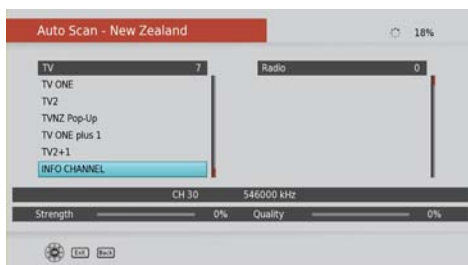 Auto Scan - New Zealand 18%
TV 7 Radio 0
TV ONE
TV2
TVNZ Pop-Up
TV ONE plus 1
TV2+1
INFO CHANNEL
CH 30 546000 kHz
Strength 0% Quality 0%
Exit Back